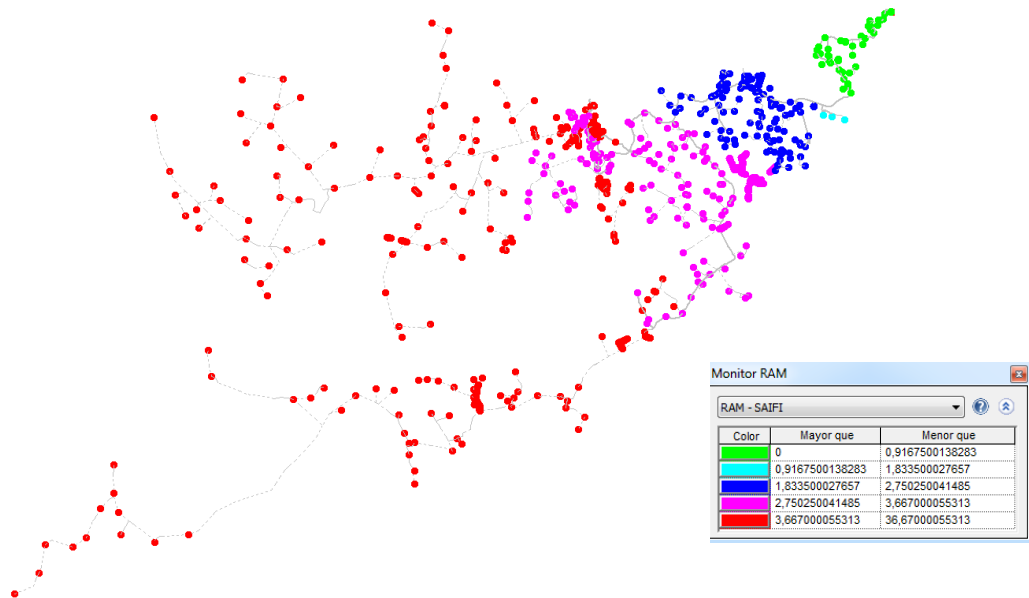 Monitor RAM
RAM - SAIFI
Color Mayor que Menor que
0 0,9167500138283
0,9167500138283 1,833500027657
1,833500027657 2,750250041485
2,750250041485 3,667000055313
3,667000055313 36,67000055313